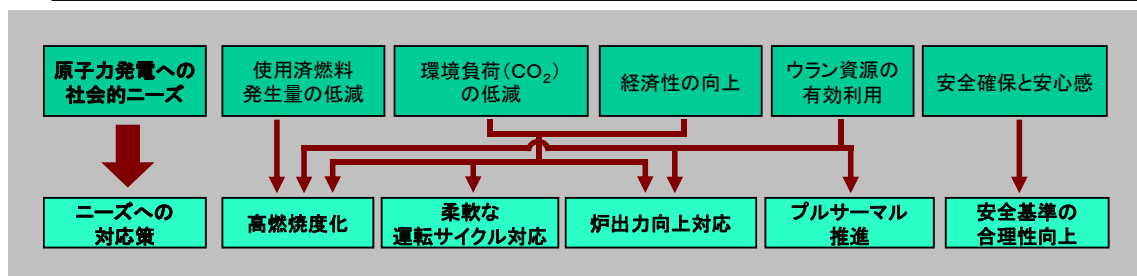 原子力発電への
社会的ニーズ
使用済燃料
発生量の低減
環境負荷(CO₂)
の低減
経済性の向上
ウラン資源の
有効利用
安全確保と安心感
ニーズへの
対応策
高燃焼度化
柔軟な
運転サイクル対応
炉出力向上対応
プルサーマル
推進
安全基準の
合理性向上